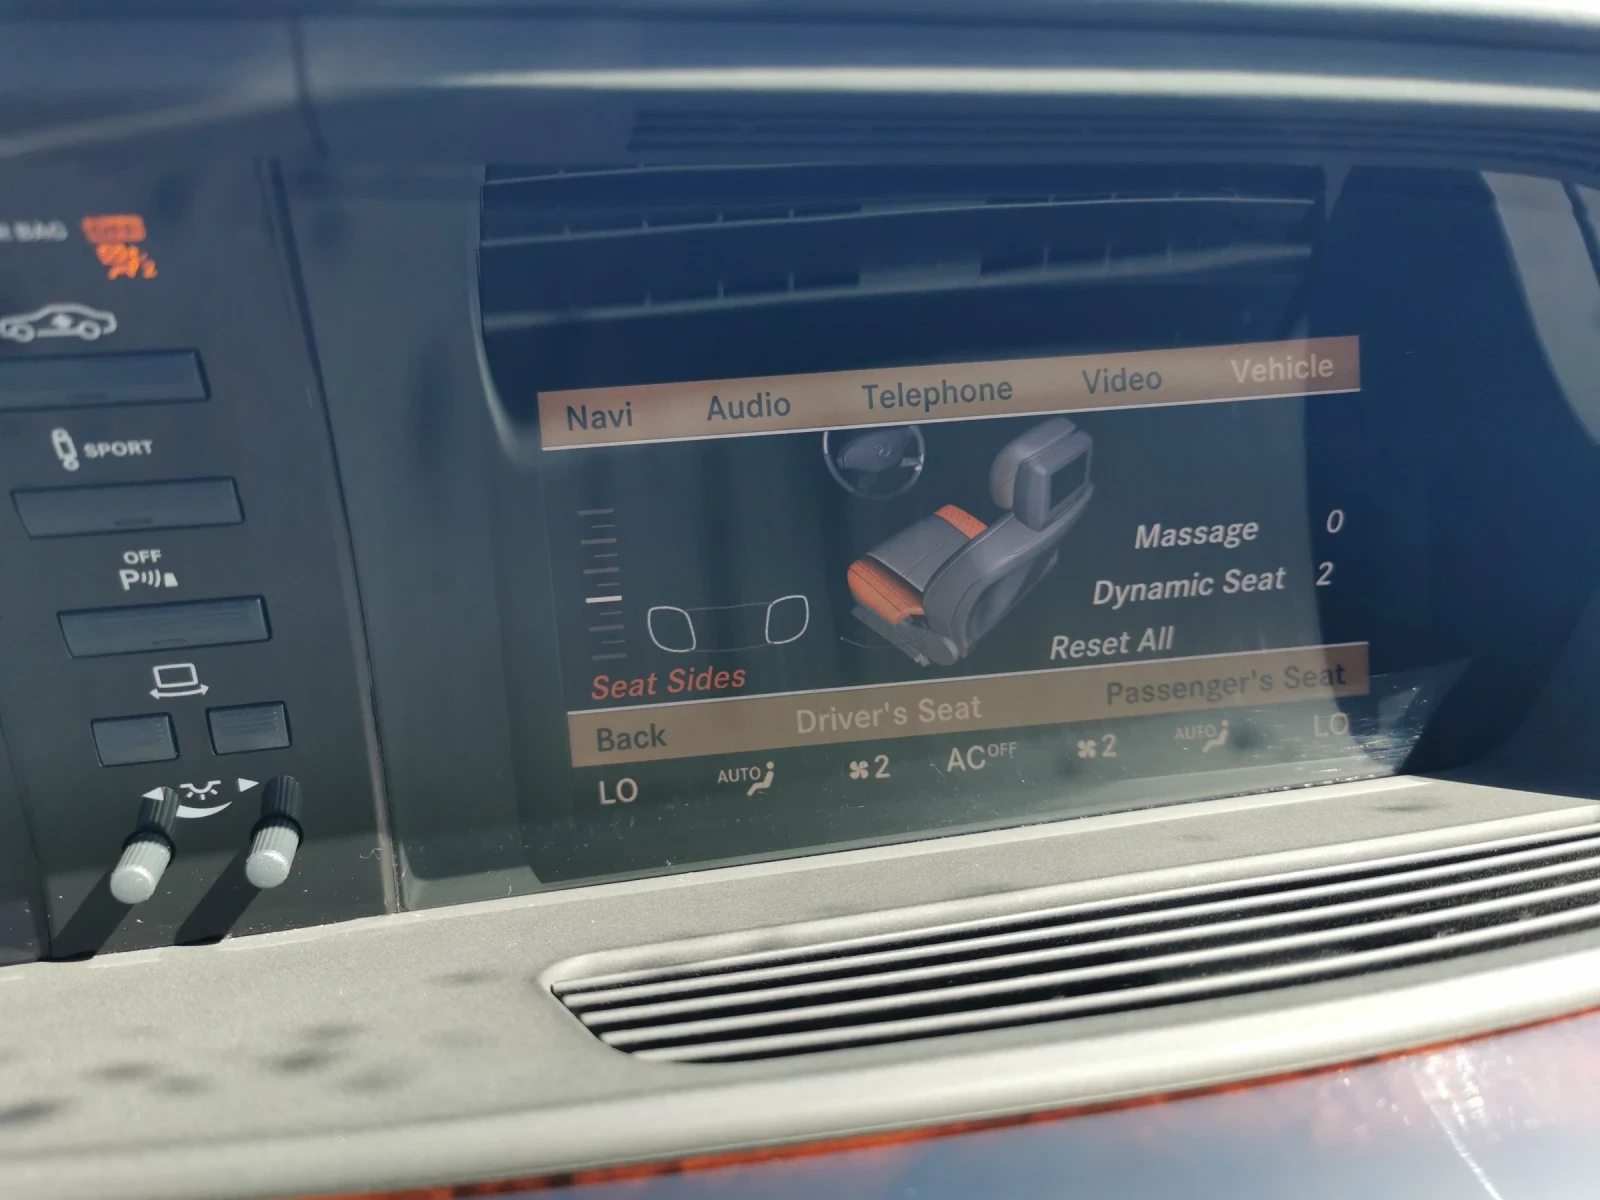 R BAG OFF
SPORT
OFF
P
Navi Audio Telephone Video Vehicle
Massage 0
Dynamic Seat 2
Reset All
Seat Sides
Back Driver's Seat Passenger's Seat
LO AUTO 2 AC OFF 2 AUTO LO